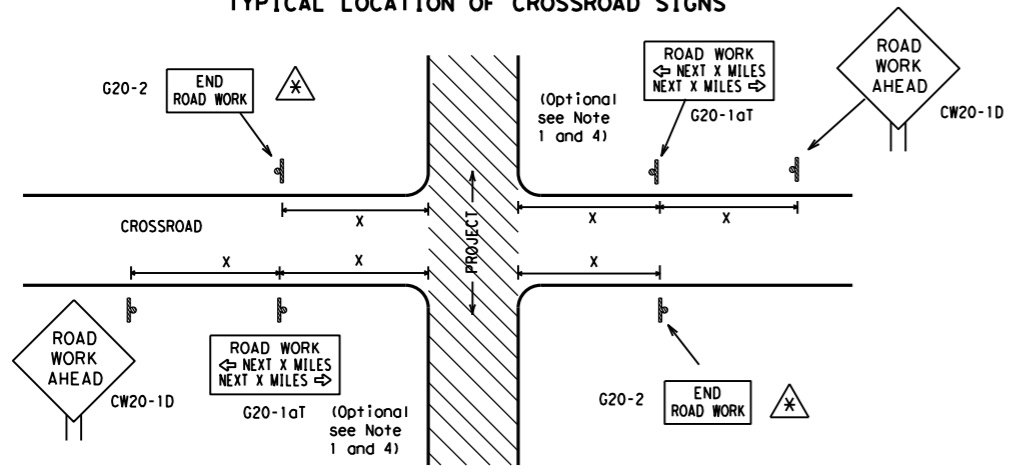 TYPICAL LOCATION OF CROSSROAD SIGNS
G20-2
END
ROAD WORK
*
(Optional
see Note
1 and 4)
ROAD WORK
⇦ NEXT X MILES
NEXT X MILES ⇨
G20-1aT
ROAD
WORK
AHEAD
CW20-1D
X
X
X
CROSSROAD
PROJECT
X
X
X
ROAD
WORK
AHEAD
CW20-1D
ROAD WORK
⇦ NEXT X MILES
NEXT X MILES ⇨
G20-1aT
(Optional
see Note
1 and 4)
G20-2
END
ROAD WORK
*